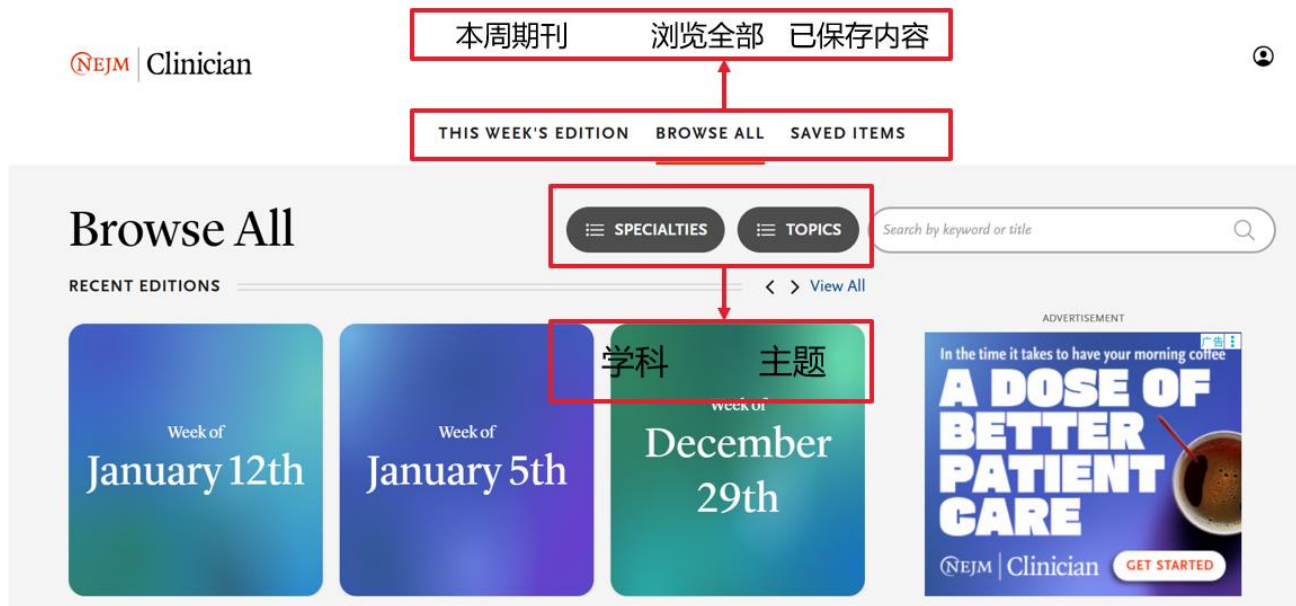 本周期刊 浏览全部 已保存内容
NEJM Clinician
THIS WEEK'S EDITION BROWSE ALL SAVED ITEMS
Browse All
SPECIALTIES TOPICS
Search by keyword or title
RECENT EDITIONS
View All
ADVERTISEMENT
学科 主题
Week of
January 12th
Week of
January 5th
Week of
December
29th
广告
In the time it takes to have your morning coffee
A DOSE OF
BETTER
PATIENT
CARE
NEJM Clinician
GET STARTED